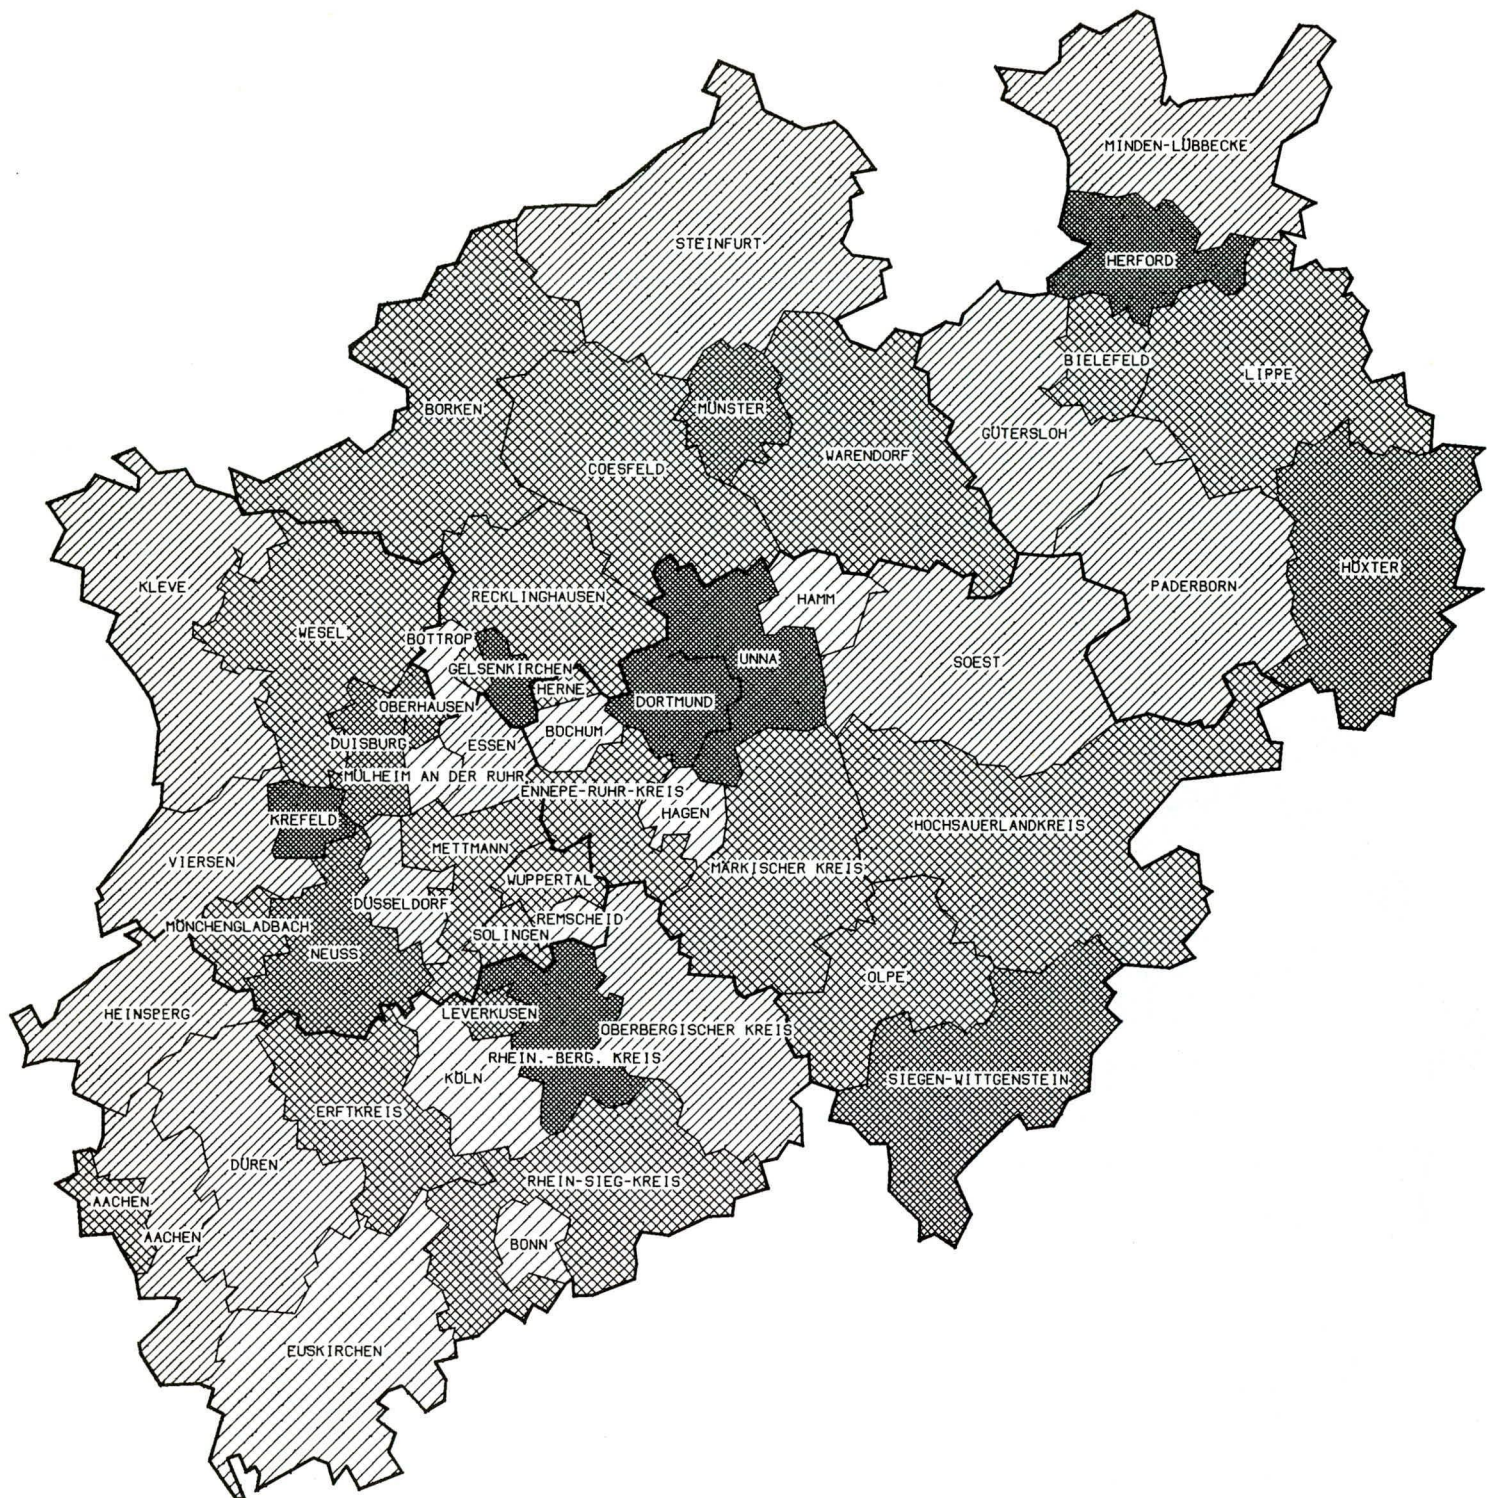 MINDEN-LÜBBECKE
STEINFURT
HERFORD
BIELEFELD
LIPPE
BORKEN
MÜNSTER
GÜTERSLOH
WARENDORF
COESFELD
HÖXTER
KLEVE
PADERBORN
RECKLINGHAUSEN
HAMM
WESEL
BOTTROP
UNNA
SOEST
GELSENKIRCHEN
HERNE
DORTMUND
OBERHAUSEN
BOCHUM
DUISBURG
ESSEN
MÜLHEIM AN DER RUHR
ENNEPE-RUHR-KREIS
HAGEN
KREFELD
HOCHSAUERLANDKREIS
METTMANN
VIERSEN
MÄRKISCHER KREIS
WUPPERTAL
DÜSSELDORF
REMSCHEID
MÖNCHENGLADBACH
SOLINGEN
NEUSS
OLPE
HEINSPERG
LEVERKUSEN
OBERBERGISCHER KREIS
RHEIN.-BERG. KREIS
KÖLN
SIEGEN-WITTGENSTEIN
ERFTKREIS
DÜREN
RHEIN-SIEG-KREIS
AACHEN
AACHEN
BONN
EUSKIRCHEN